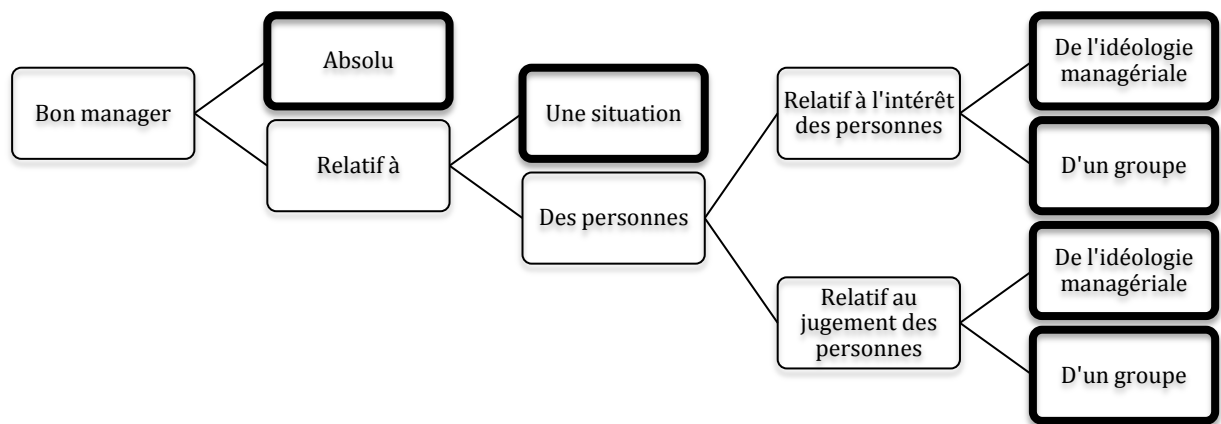 Bon manager
Absolu
Relatif à
Une situation
Des personnes
Relatif à l'intérêt
des personnes
De l'idéologie
managériale
D'un groupe
Relatif au
jugement des
personnes
De l'idéologie
managériale
D'un groupe